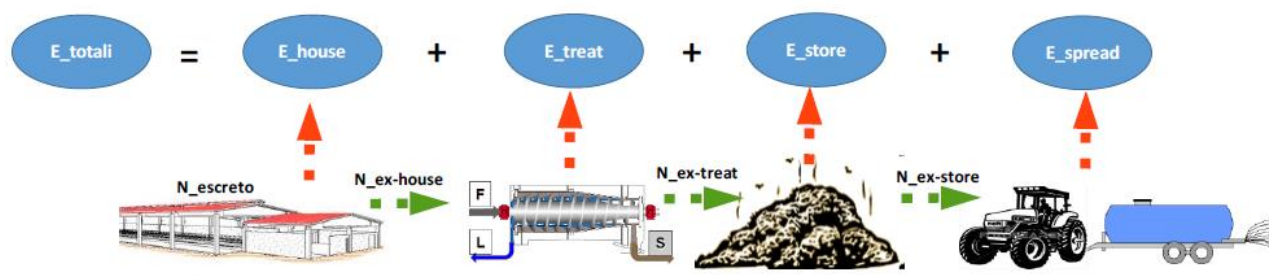 E_totali = E_house + E_treat + E_store + E_spread
N_escreto N_ex-house N_ex-treat N_ex-store
F
L S